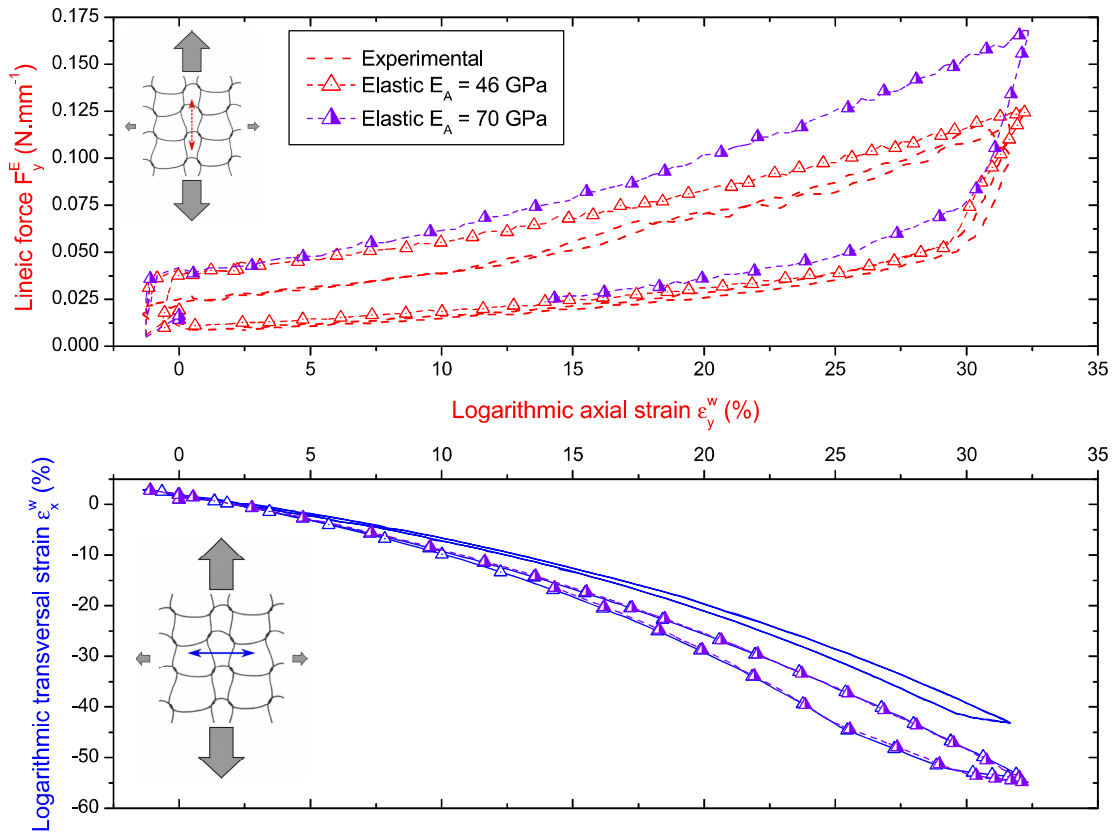 0.175
0.150
0.125
0.100
0.075
0.050
0.025
0.000
Lineic force F_y^E (N.mm⁻¹)
Experimental
Elastic E_A = 46 GPa
Elastic E_A = 70 GPa
0 5 10 15 20 25 30 35
Logarithmic axial strain ε_y^w (%)
0 5 10 15 20 25 30 35
0
-10
-20
-30
-40
-50
-60
Logarithmic transversal strain ε_x^w (%)